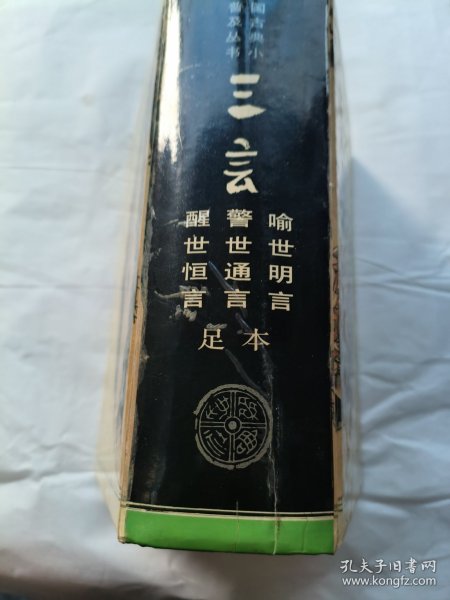 国古典小
普及丛书
三言
喻世明言
警世通言
醒世恒言
足本
孔夫子旧书网
www.kongfz.com